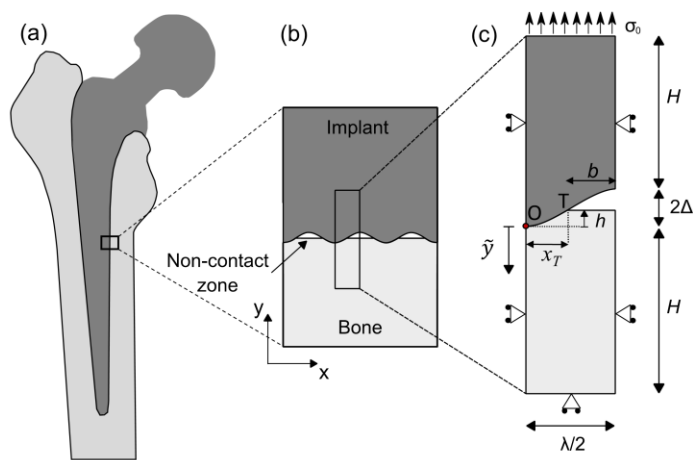 (a)
(b)
(c)
σ₀
Implant
H
b
O
T
2Δ
h
ỹ
x_T
Non-contact
zone
y
Bone
x
H
λ/2